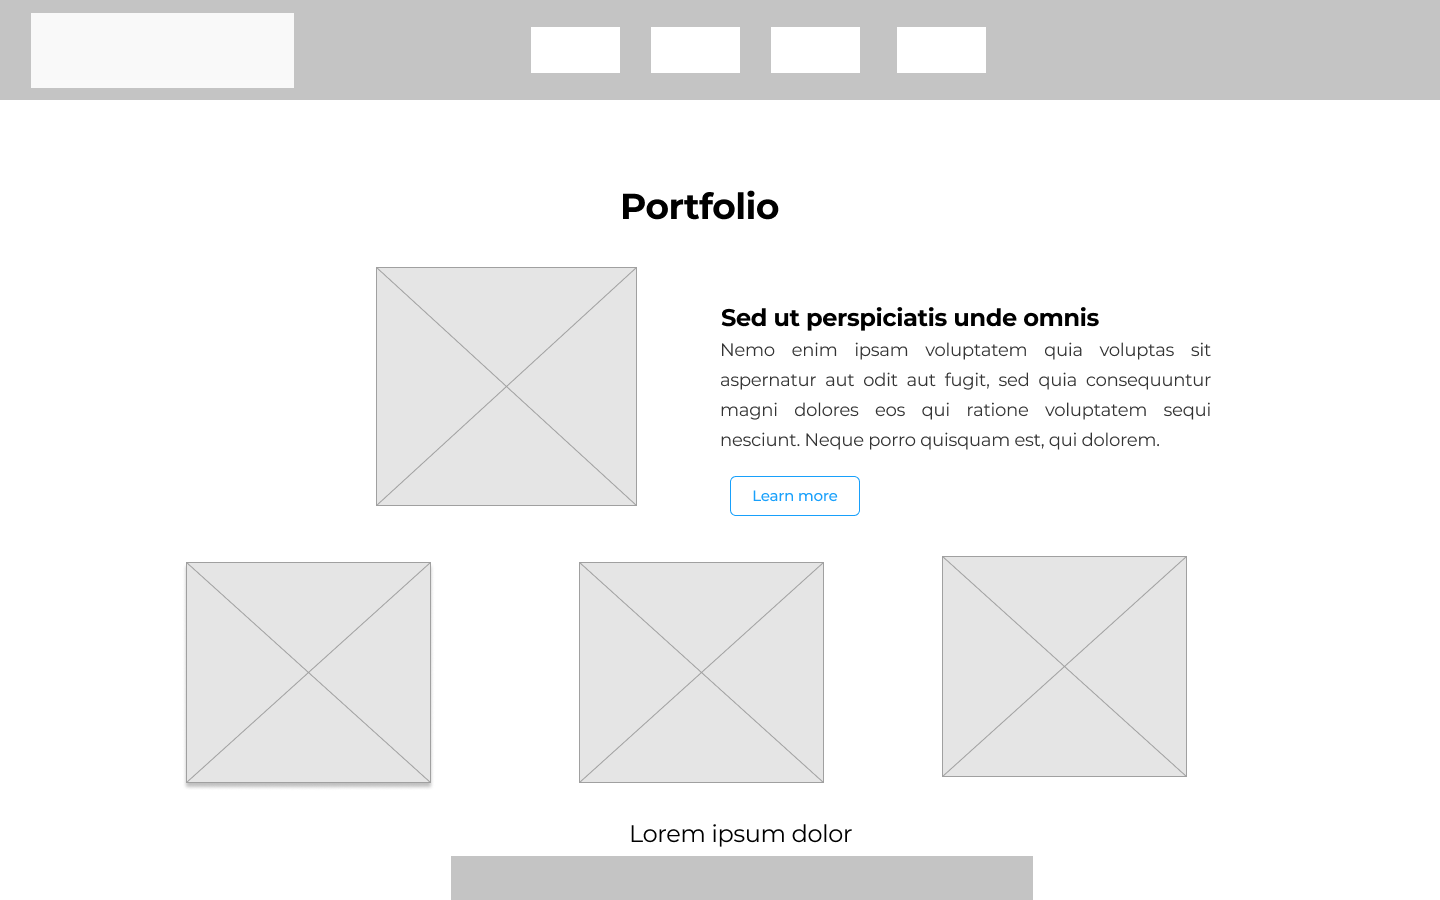 Portfolio
Sed ut perspiciatis unde omnis
Nemo enim ipsam voluptatem quia voluptas sit
aspernatur aut odit aut fugit, sed quia consequuntur
magni dolores eos qui ratione voluptatem sequi
nesciunt. Neque porro quisquam est, qui dolorem.
Learn more
Lorem ipsum dolor